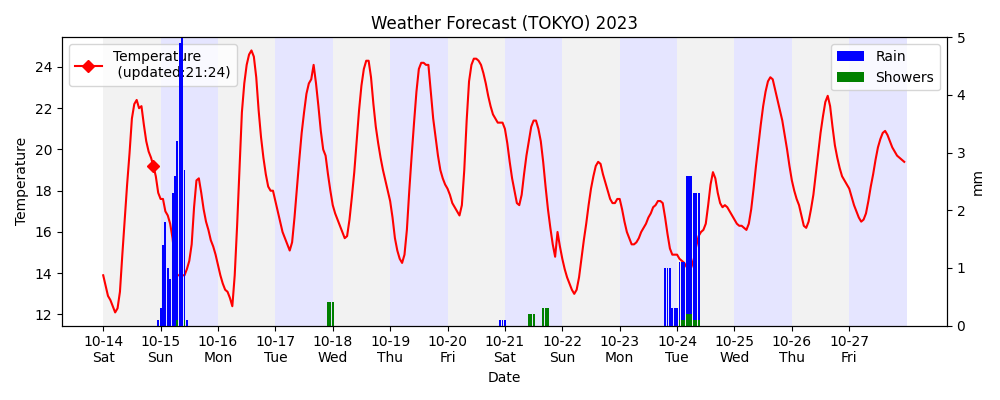 Weather Forecast (TOKYO) 2023
Temperature
(updated:21:24)
Rain
Showers
Temperature
24
22
20
18
16
14
12
5
4
3
2
1
0
mm
10-14 10-15 10-16 10-17 10-18 10-19 10-20 10-21 10-22 10-23 10-24 10-25 10-26 10-27
Sat Sun Mon Tue Wed Thu Fri Sat Sun Mon Tue Wed Thu Fri
Date